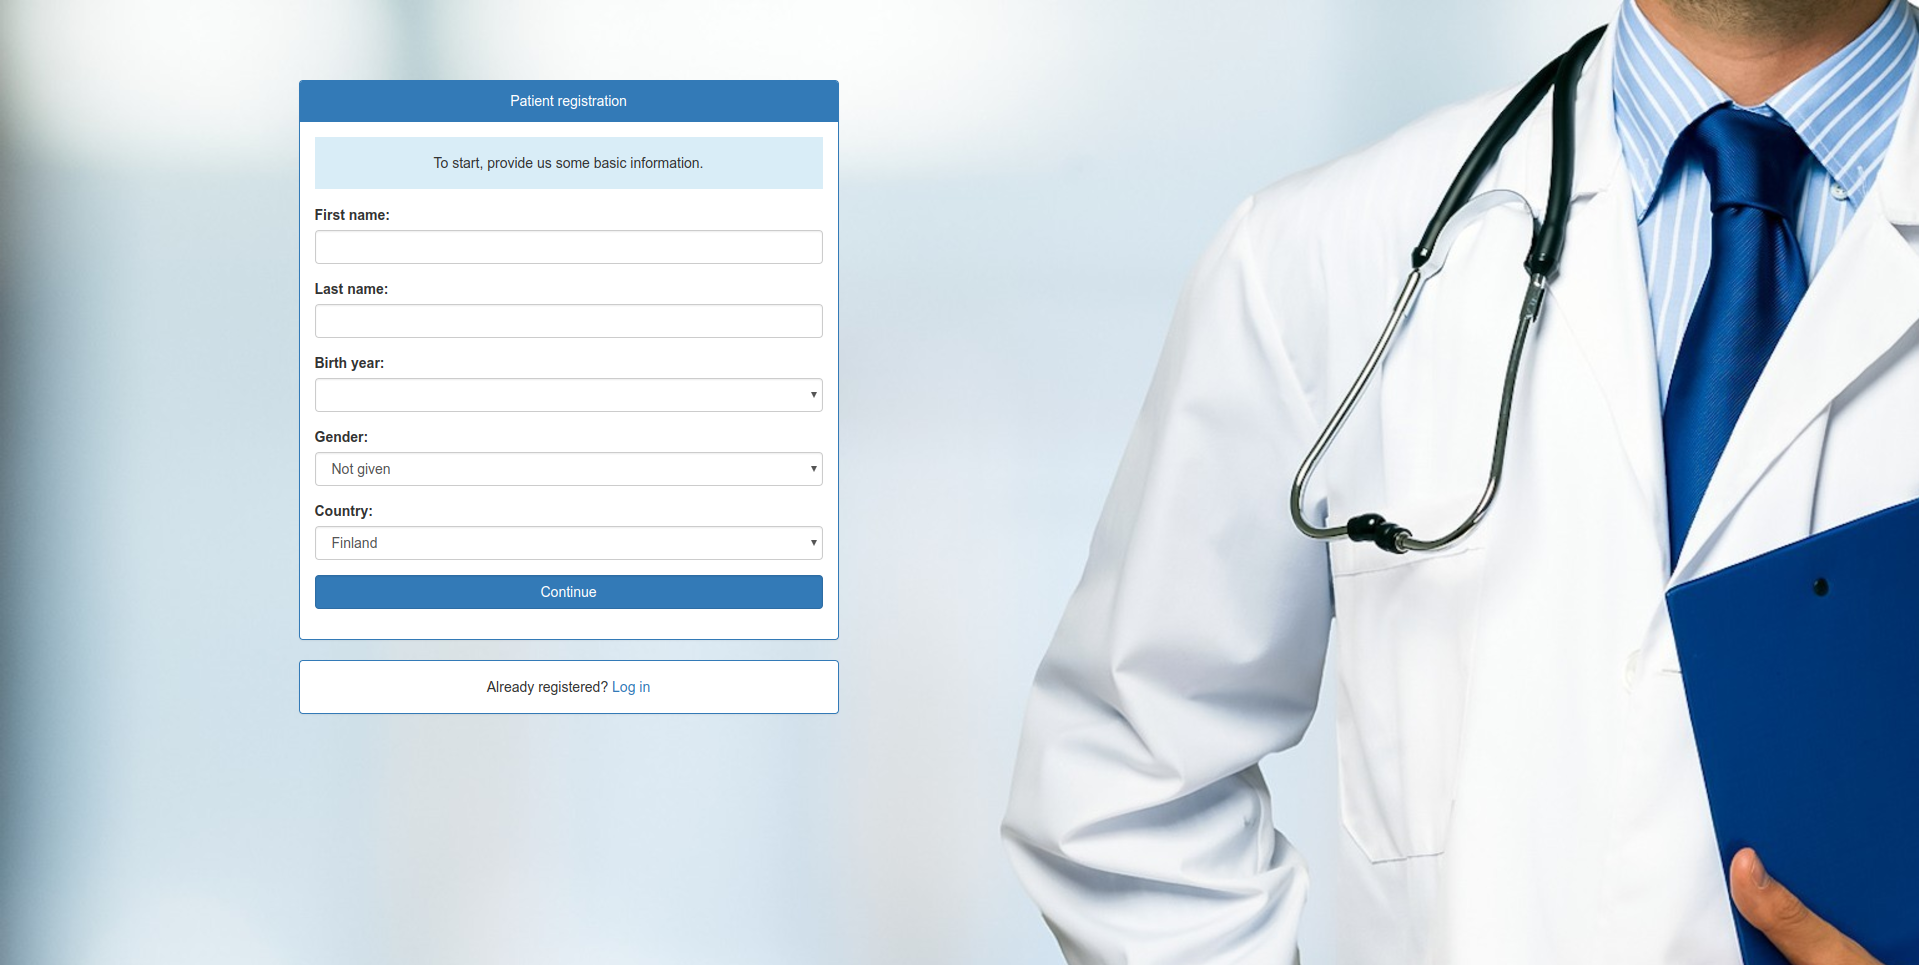 Patient registration
To start, provide us some basic information.
First name:
Last name:
Birth year:
Gender:
Not given
Country:
Finland
Continue
Already registered? Log in